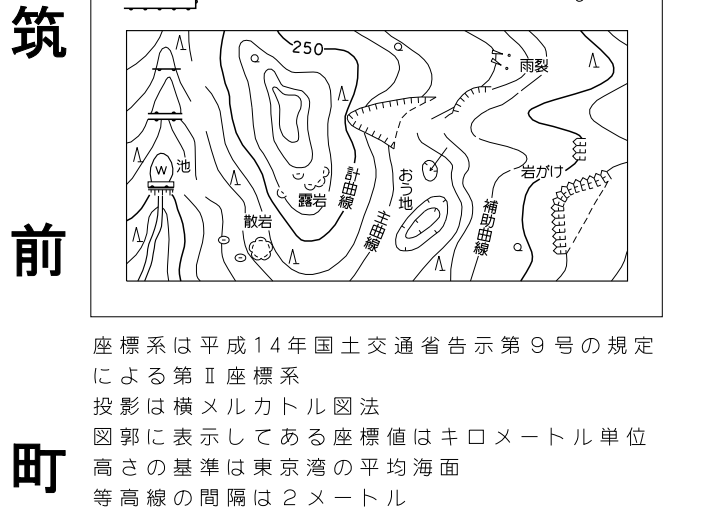 筑前町
250
雨裂
池
岩がけ
計曲線
おう地
露岩
補助曲線
主曲線
散岩
W
座標系は平成14年国土交通省告示第9号の規定
による第Ⅱ座標系
投影は横メルカトル図法
図郭に表示してある座標値はキロメートル単位
高さの基準は東京湾の平均海面
等高線の間隔は2メートル